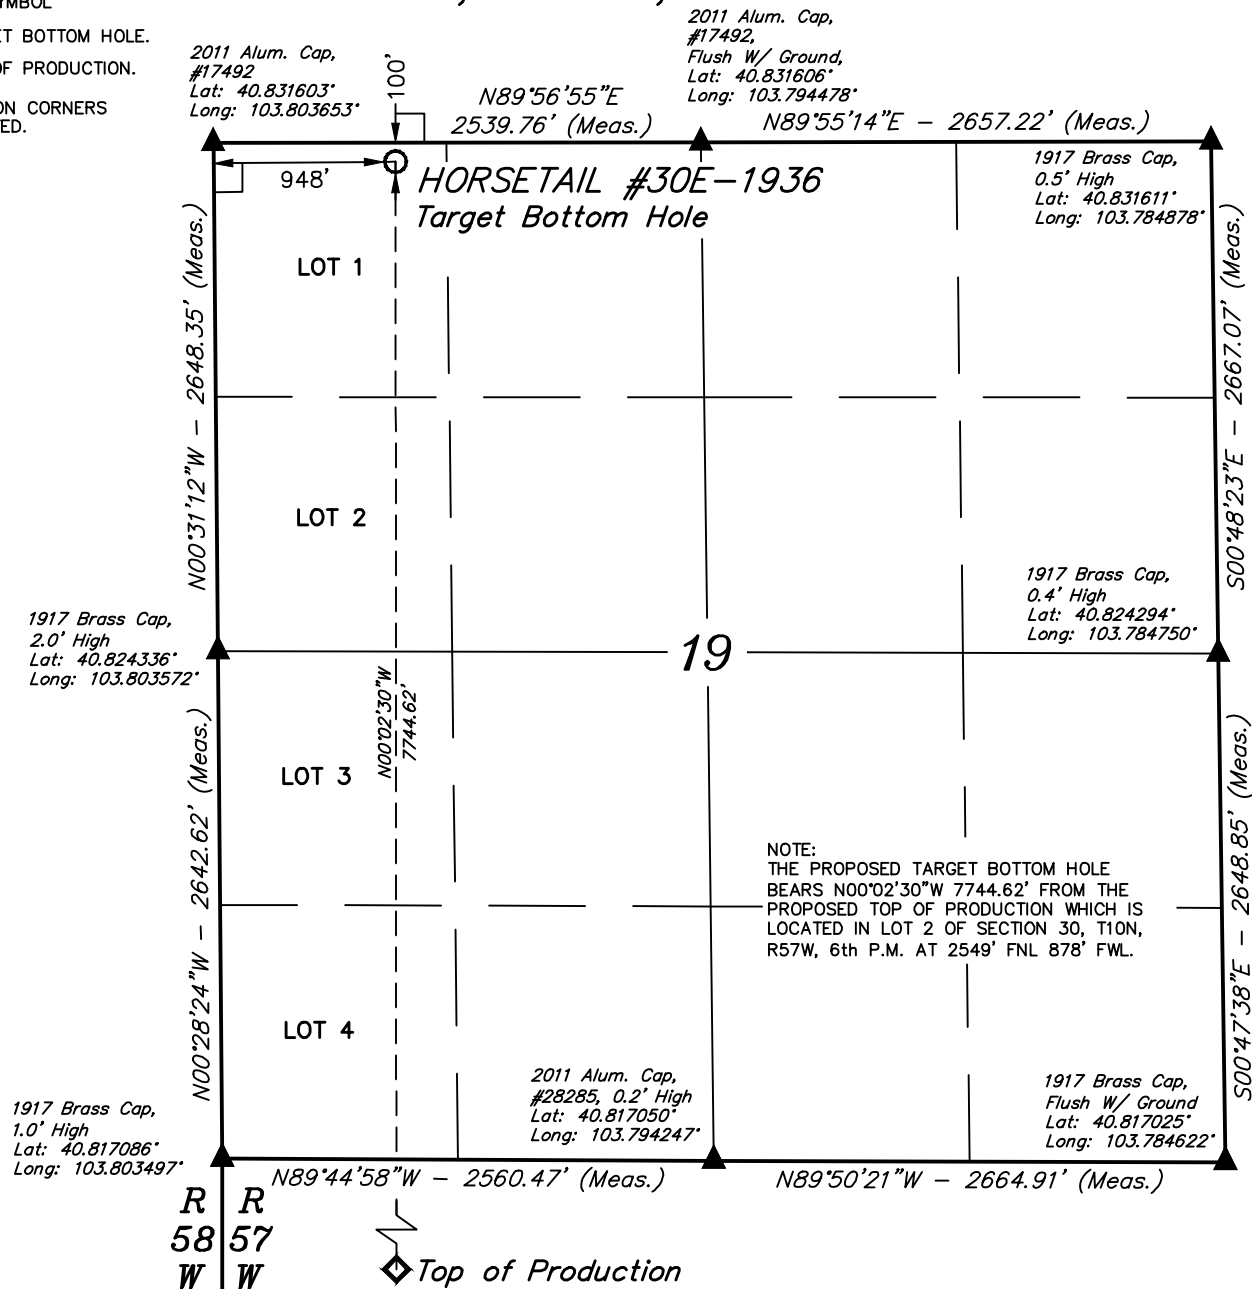 YMBOL
ET BOTTOM HOLE.
OF PRODUCTION.
ON CORNERS
ED.
2011 Alum. Cap,
#17492
Lat: 40.831603°
Long: 103.803653°
100'
N89°56'55"E
2539.76' (Meas.)
2011 Alum. Cap,
#17492,
Flush W/ Ground,
Lat: 40.831606°
Long: 103.794478°
N89°55'14"E - 2657.22' (Meas.)
1917 Brass Cap,
0.5' High
Lat: 40.831611°
Long: 103.784878°
948'
HORSETAIL #30E-1936
Target Bottom Hole
LOT 1
N00°31'12"W - 2648.35' (Meas.)
S00°48'23"E - 2667.07' (Meas.)
LOT 2
1917 Brass Cap,
2.0' High
Lat: 40.824336°
Long: 103.803572°
19
1917 Brass Cap,
0.4' High
Lat: 40.824294°
Long: 103.784750°
N00°02'30"W
7744.62'
LOT 3
N00°28'24"W - 2642.62' (Meas.)
S00°47'38"E - 2648.85' (Meas.)
NOTE:
THE PROPOSED TARGET BOTTOM HOLE
BEARS N00°02'30"W 7744.62' FROM THE
PROPOSED TOP OF PRODUCTION WHICH IS
LOCATED IN LOT 2 OF SECTION 30, T10N,
R57W, 6th P.M. AT 2549' FNL 878' FWL.
LOT 4
1917 Brass Cap,
1.0' High
Lat: 40.817086°
Long: 103.803497°
2011 Alum. Cap,
#28285, 0.2' High
Lat: 40.817050°
Long: 103.794247°
1917 Brass Cap,
Flush W/ Ground
Lat: 40.817025°
Long: 103.784622°
N89°44'58"W - 2560.47' (Meas.)
N89°50'21"W - 2664.91' (Meas.)
R R
58 57
W W
Top of Production